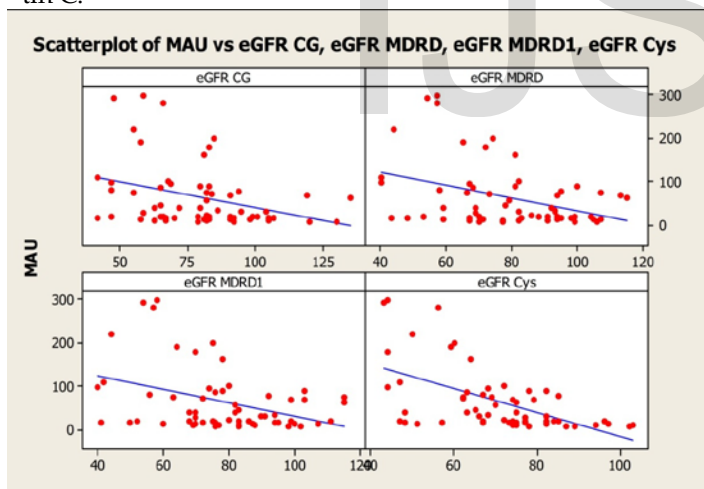 tin C.
Scatterplot of MAU vs eGFR CG, eGFR MDRD, eGFR MDRD1, eGFR Cys
eGFR CG
eGFR MDRD
300
200
100
0
50 75 100 125
40 60 80 100 120
MAU
eGFR MDRD1
eGFR Cys
300
200
100
0
40 60 80 100 120
40 60 80 100